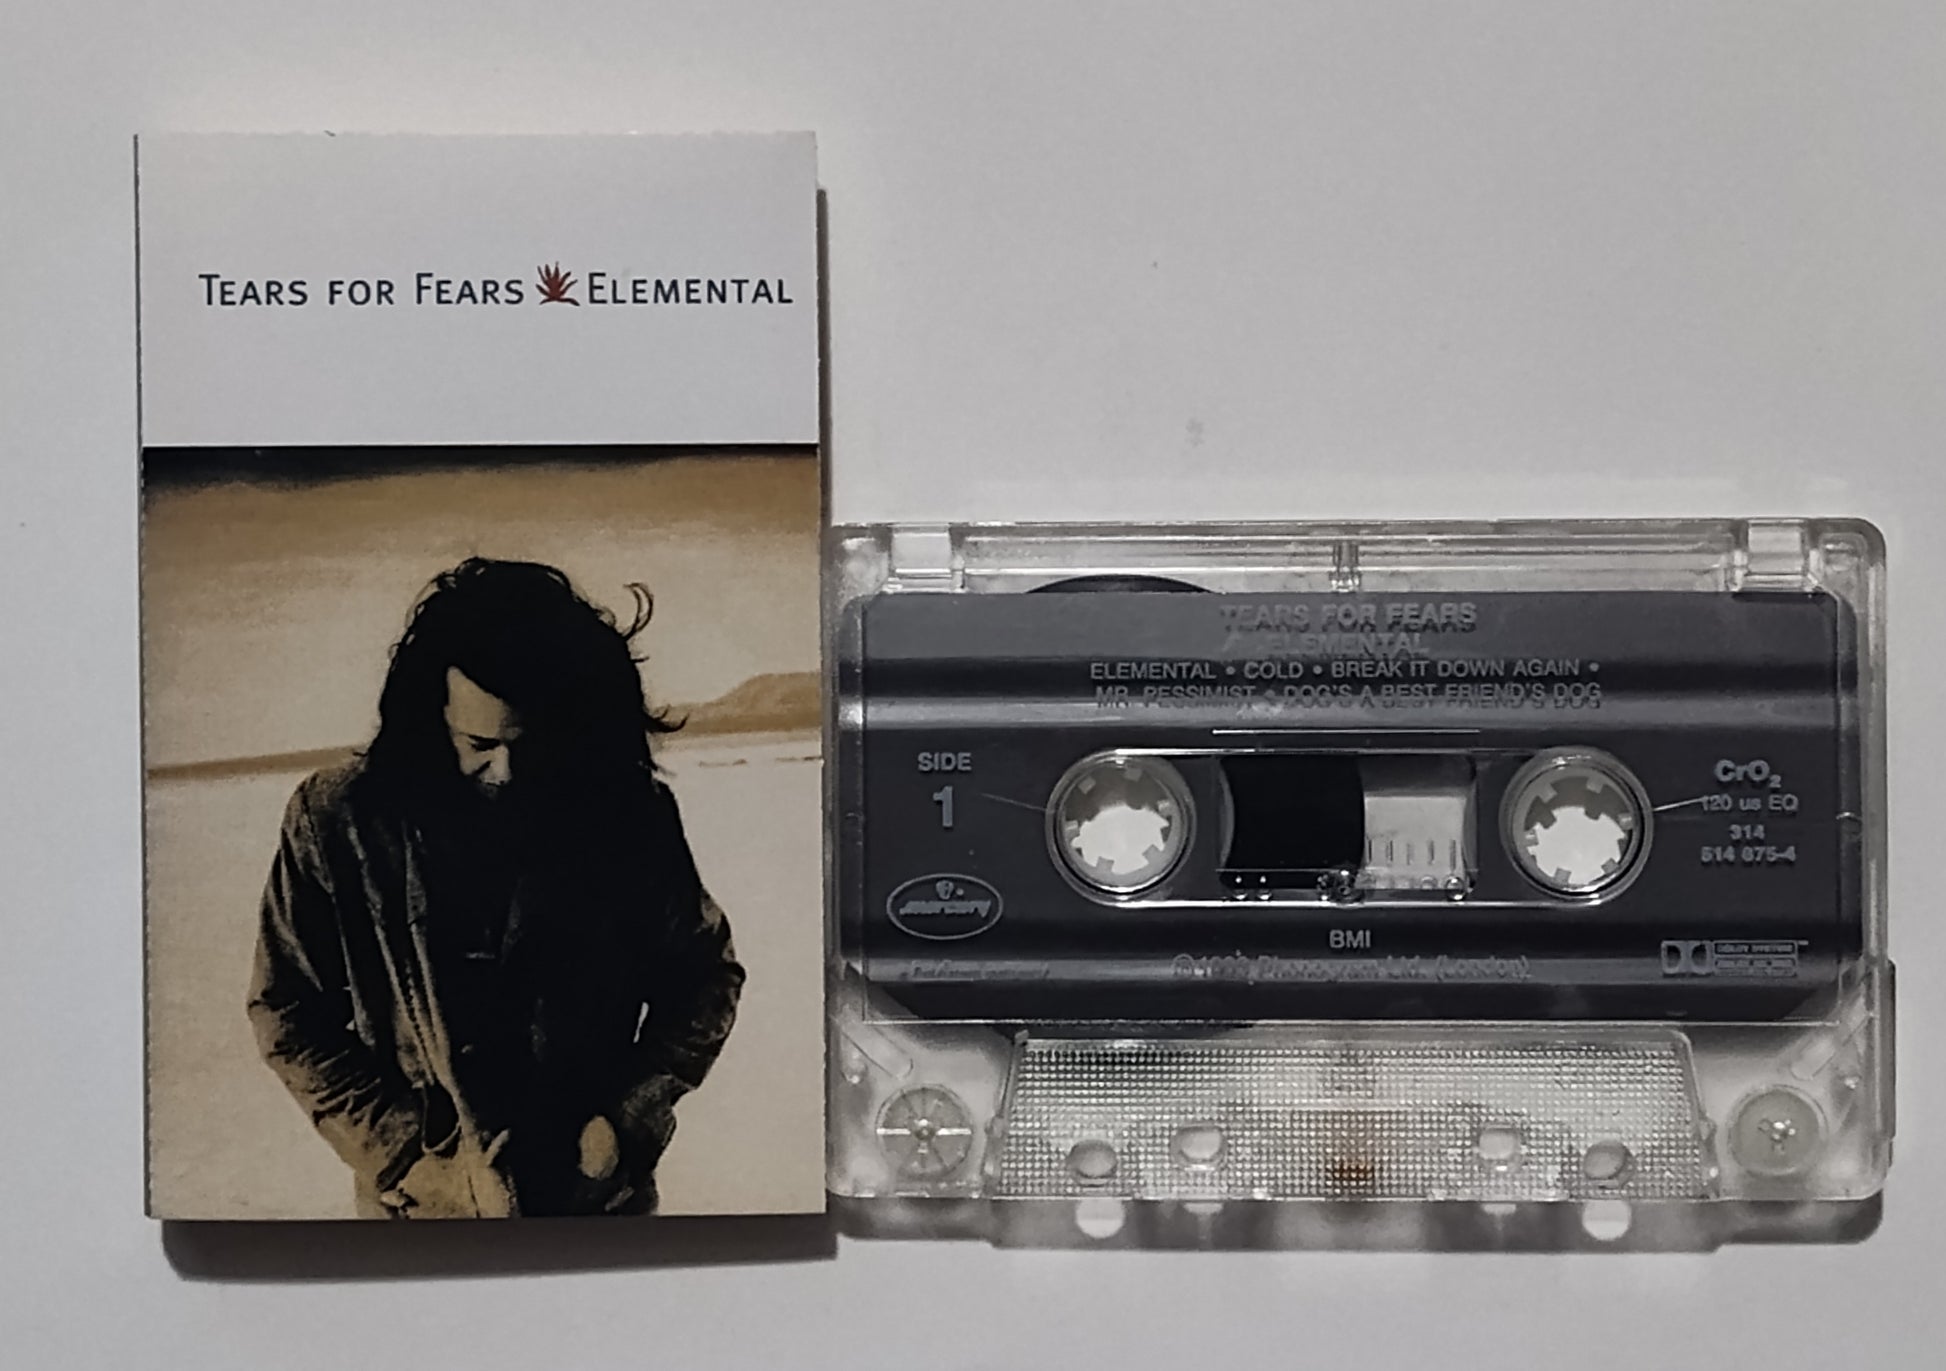 TEARS FOR FEARS ELEMENTAL
TEARS FOR FEARS
ELEMENTAL
ELEMENTAL • COLD • BREAK IT DOWN AGAIN •
MR. PESSIMIST • DOG'S A BEST FRIEND'S DOG
SIDE
1
CrO₂
120 us EQ
314
514 875-4
mercury
BMI
Phonogram Ltd. (London)